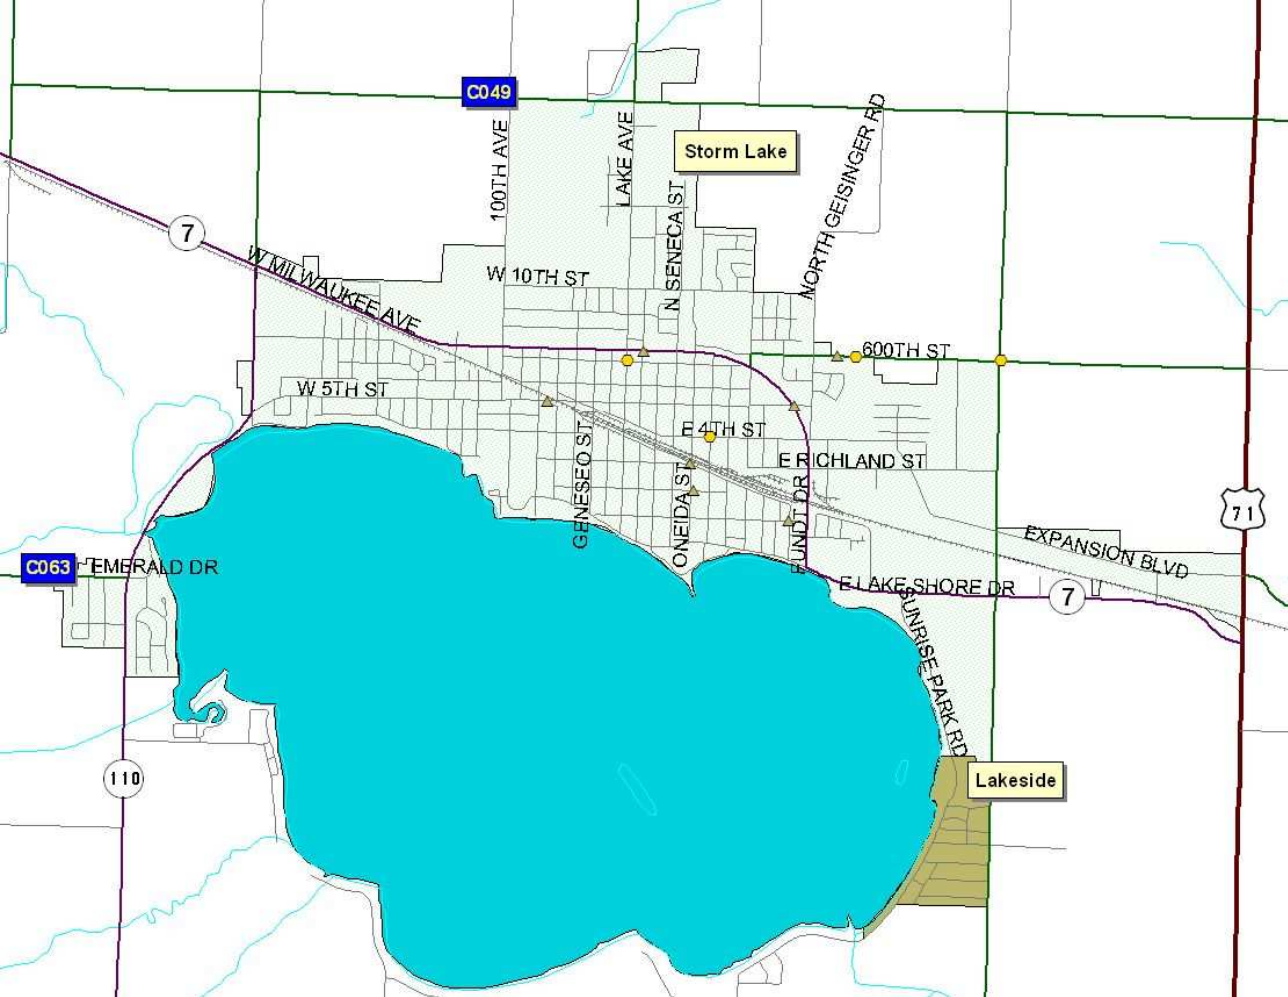 C049
Storm Lake
100TH AVE
LAKE AVE
N SENECA ST
NORTH GEISINGER RD
7
W MILWAUKEE AVE
W 10TH ST
600TH ST
W 5TH ST
E 4TH ST
E RICHLAND ST
GENESEO ST
ONEIDA ST
FLINDT DR
71
EXPANSION BLVD
C063
EMERALD DR
E LAKE SHORE DR
7
SUNRISE PARK RD
110
Lakeside